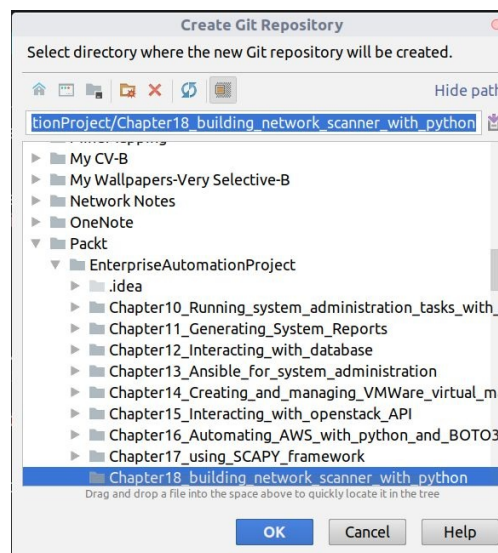 Create Git Repository
Select directory where the new Git repository will be created.
Hide path
tionProject/Chapter18_building_network_scanner_with_python
My CV-B
My Wallpapers-Very Selective-B
Network Notes
OneNote
Packt
EnterpriseAutomationProject
.idea
Chapter10_Running_system_administration_tasks_with_
Chapter11_Generating_System_Reports
Chapter12_Interacting_with_database
Chapter13_Ansible_for_system_administration
Chapter14_Creating_and_managing_VMWare_virtual_m
Chapter15_Interacting_with_openstack_API
Chapter16_Automating_AWS_with_python_and_BOTO3
Chapter17_using_SCAPY_framework
Chapter18_building_network_scanner_with_python
Drag and drop a file into the space above to quickly locate it in the tree
OK
Cancel
Help